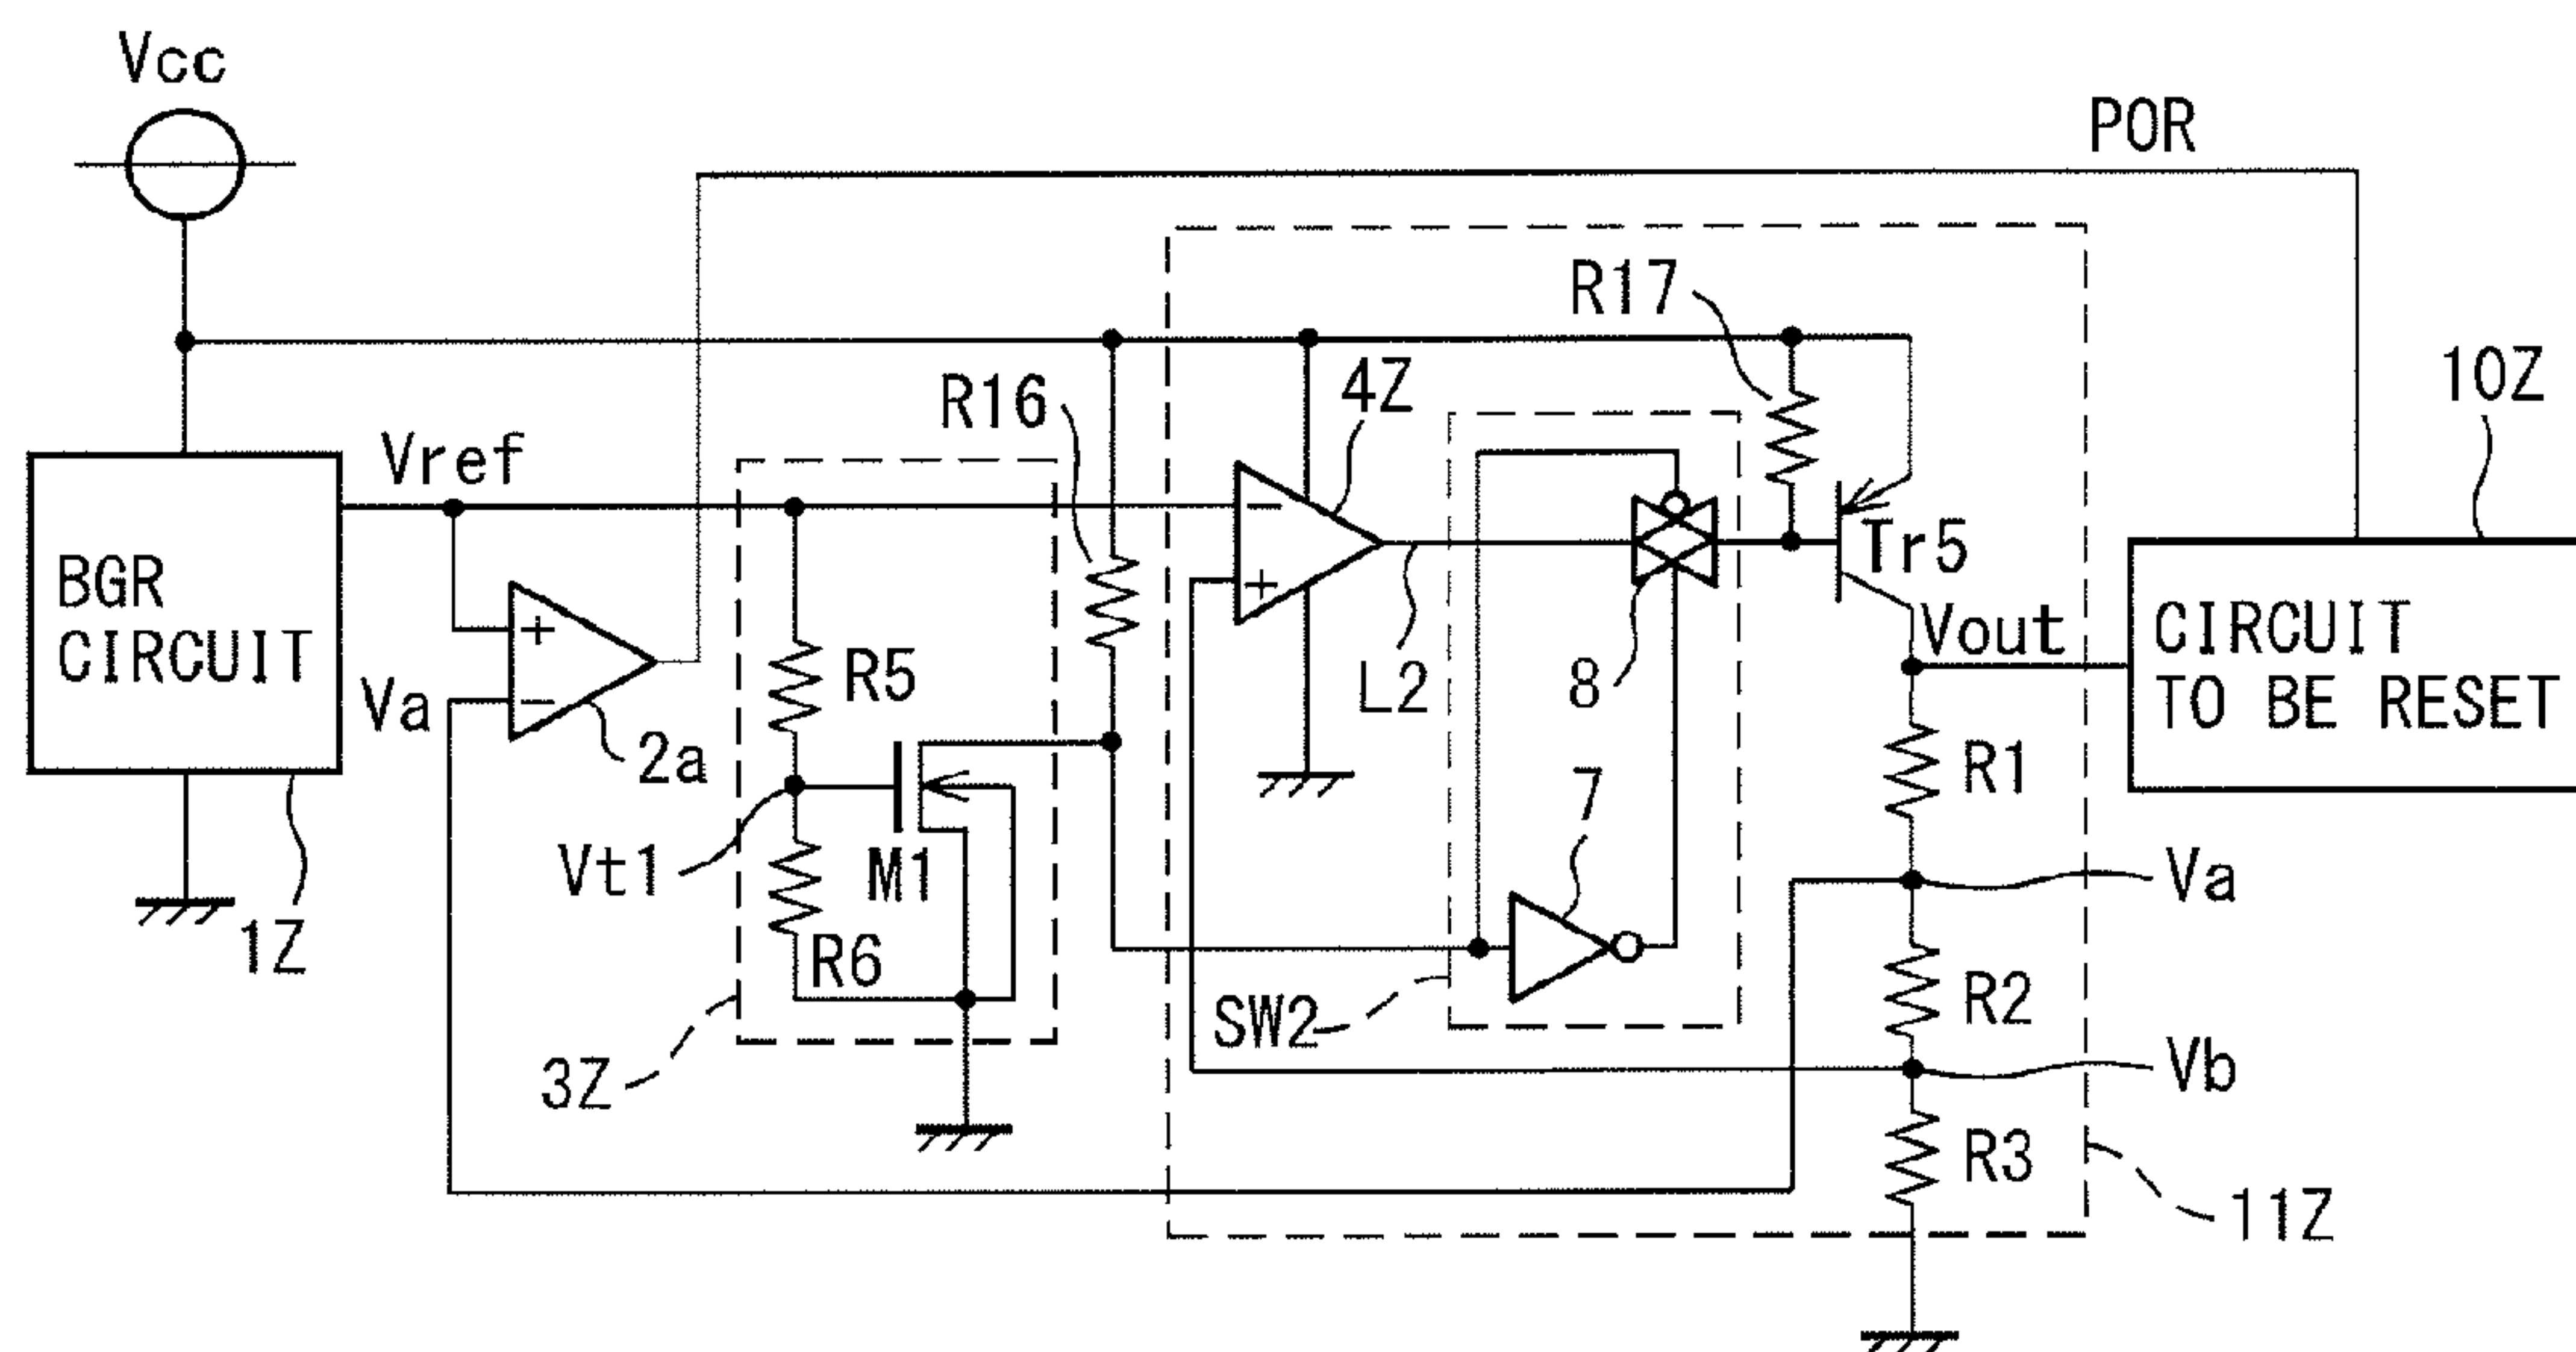 Vcc
POR
R17
4Z
10Z
R16
Vref
BGR
CIRCUIT
+
−
Va
2a
R5
−
+
L2
8
Tr5
Vout
CIRCUIT
TO BE RESET
R1
Vt1
M1
7
Va
1Z
R6
SW2
R2
3Z
Vb
R3
11Z